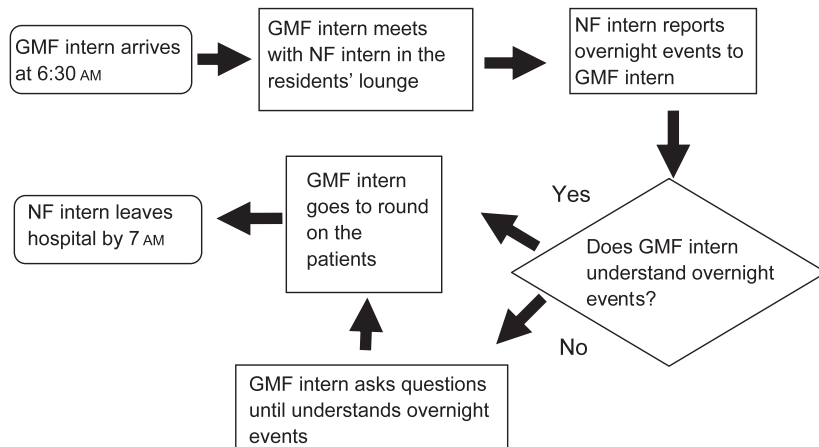 GMF intern arrives
at 6:30 AM
GMF intern meets
with NF intern in the
residents' lounge
NF intern reports
overnight events to
GMF intern
Does GMF intern
understand overnight
events?
Yes
No
GMF intern asks questions
until understands overnight
events
GMF intern
goes to round
on the
patients
NF intern leaves
hospital by 7 AM